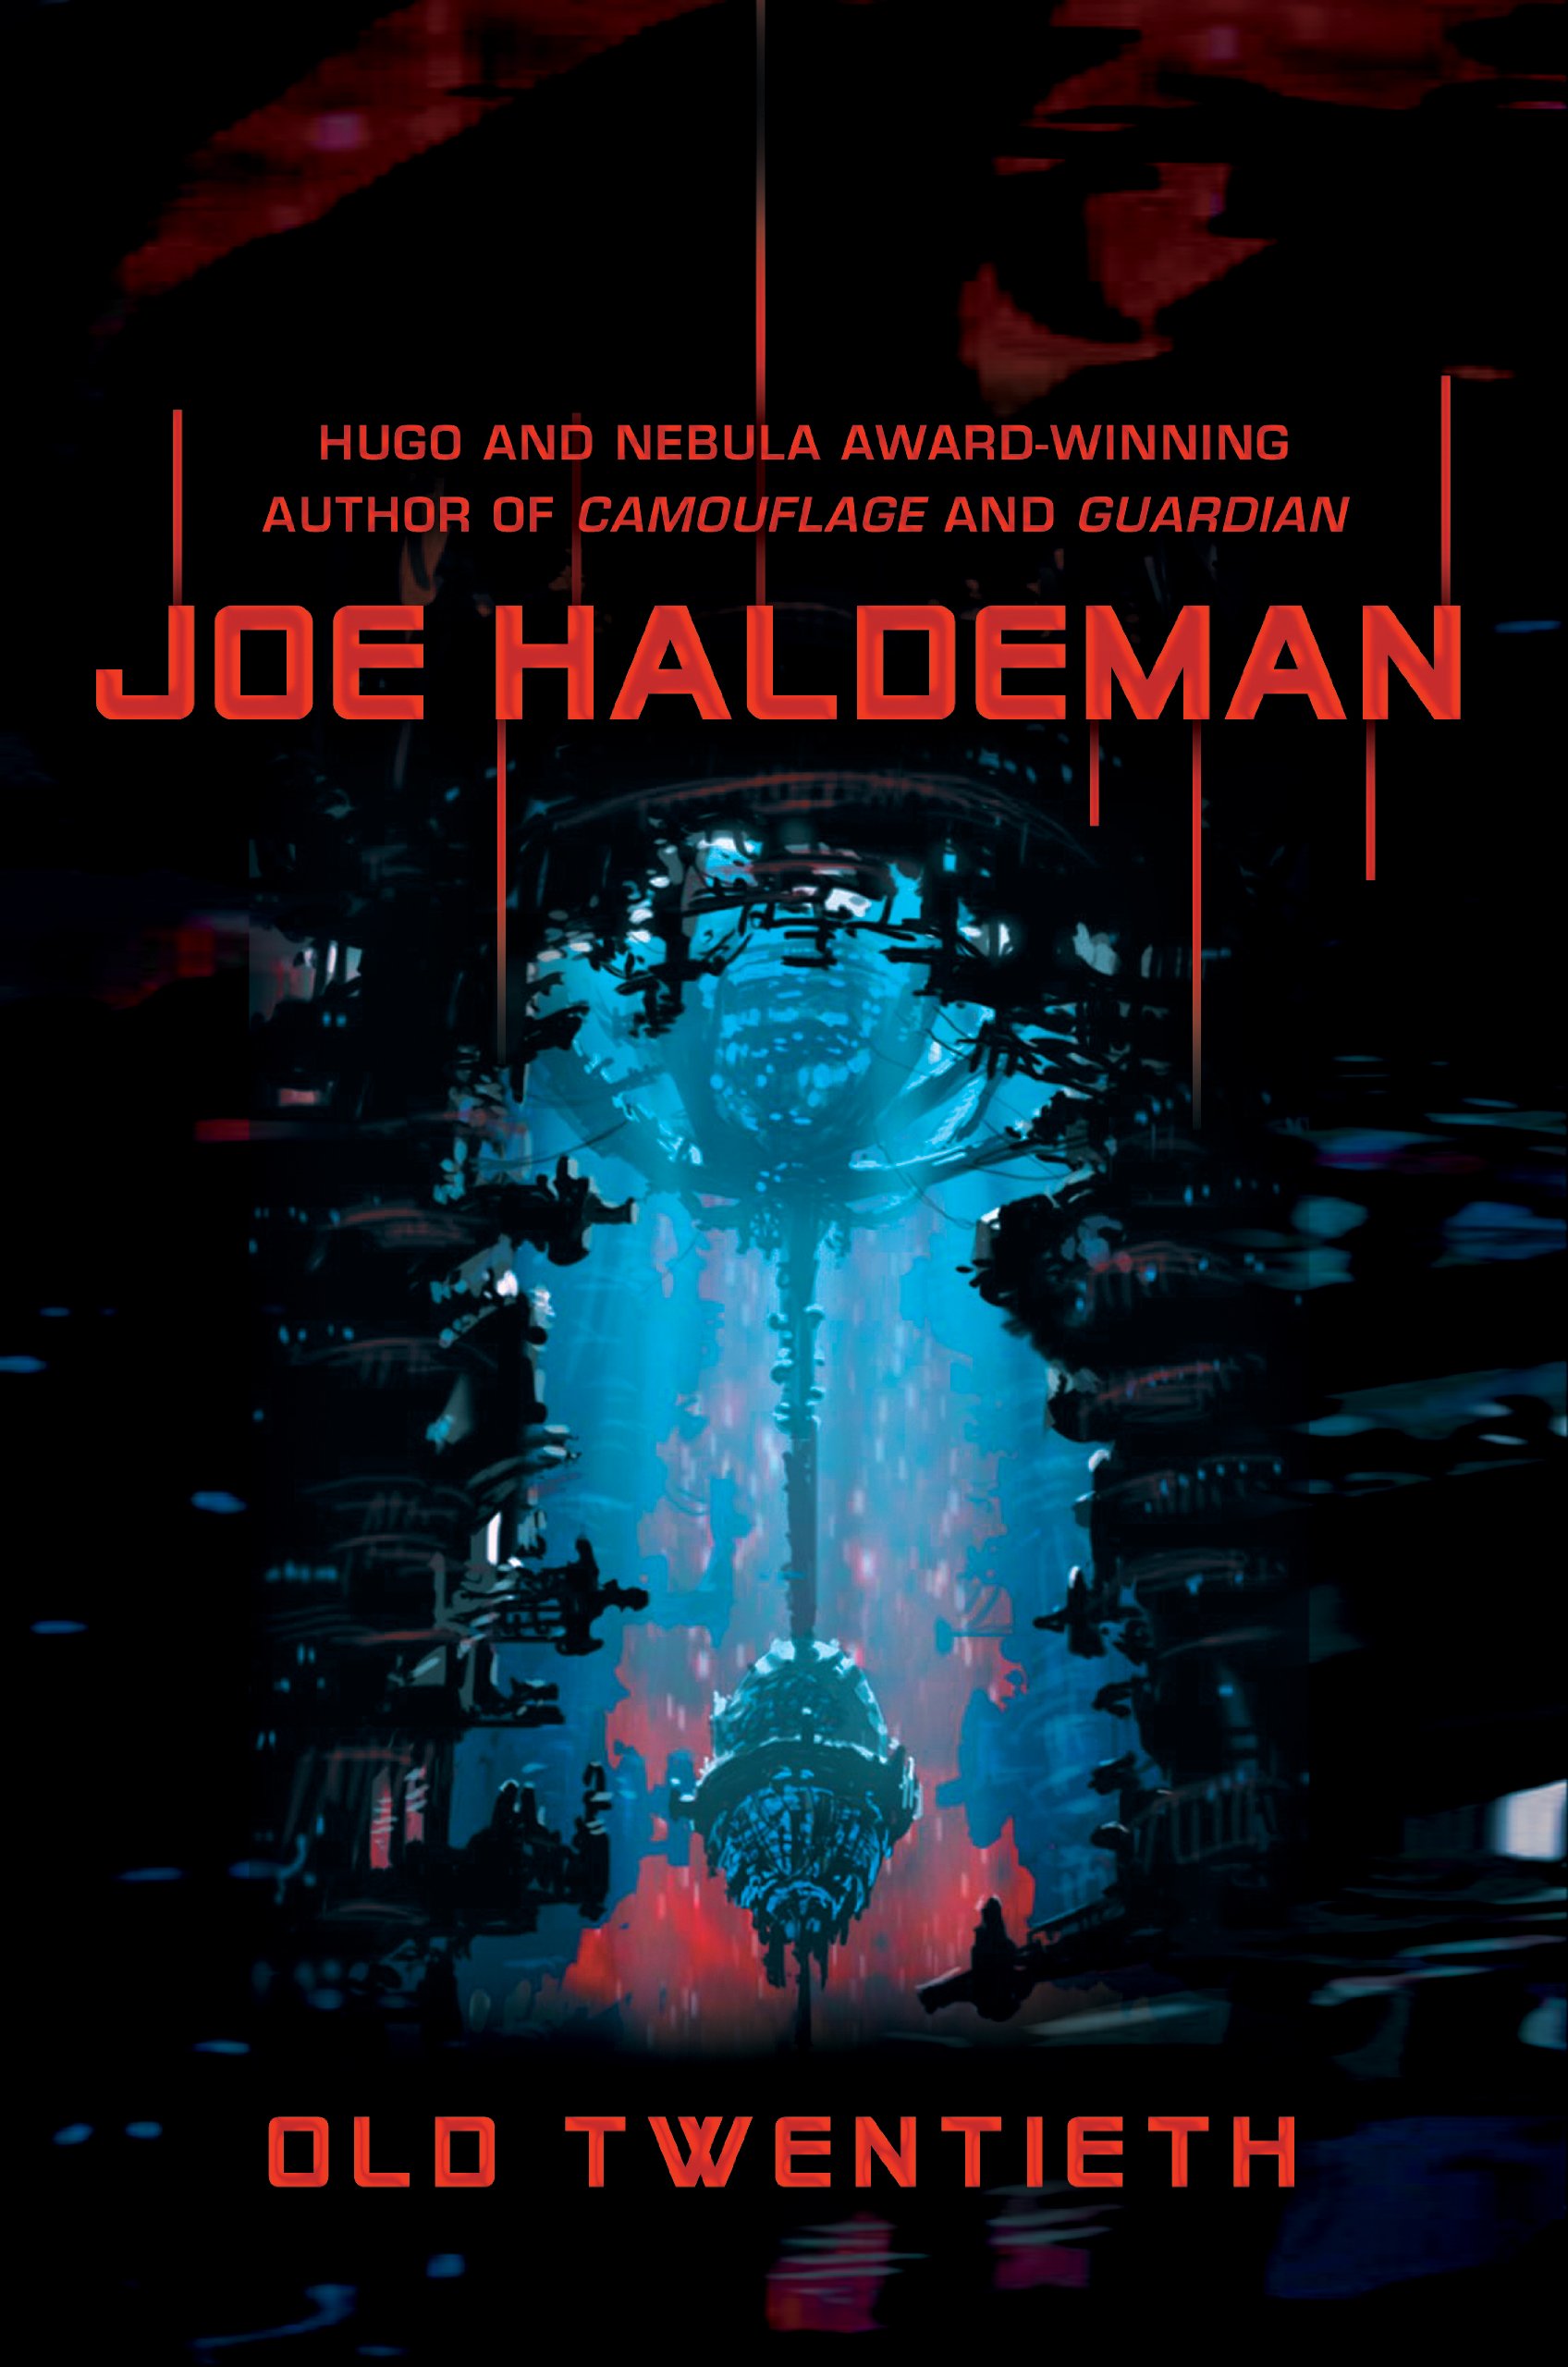 HUGO AND NEBULA AWARD-WINNING
AUTHOR OF CAMOUFLAGE AND GUARDIAN
JOE HALDEMAN
OLD TWENTIETH